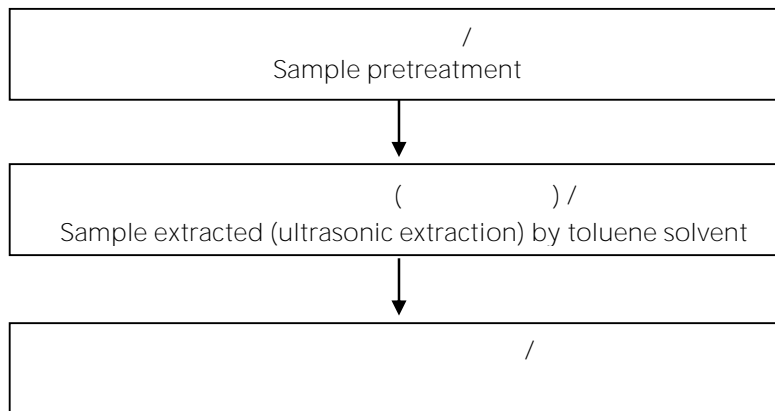 /
Sample pretreatment
( ) /
Sample extracted (ultrasonic extraction) by toluene solvent
/